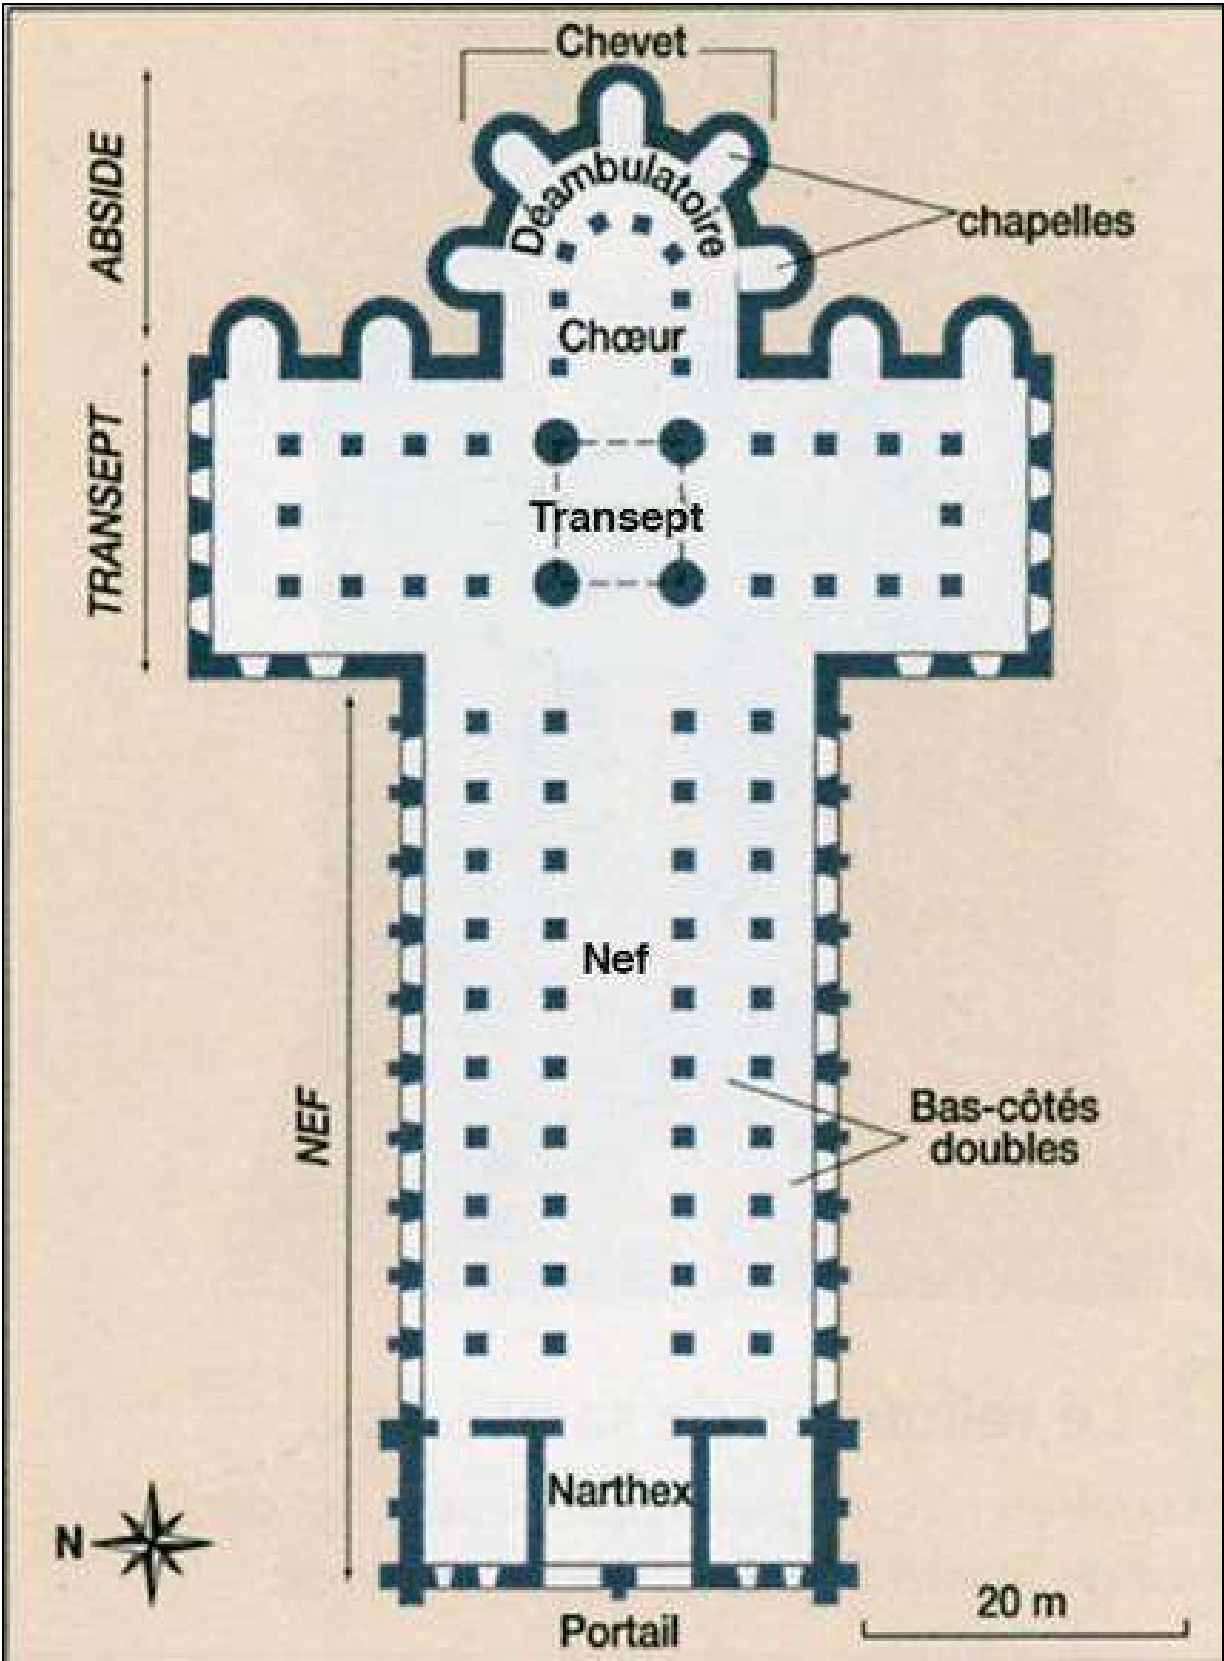 Chevet
ABSIDE
Déambulatoire
chapelles
Chœur
TRANSEPT
Transept
Nef
NEF
Bas-côtés
doubles
Narthex
N
20 m
Portail